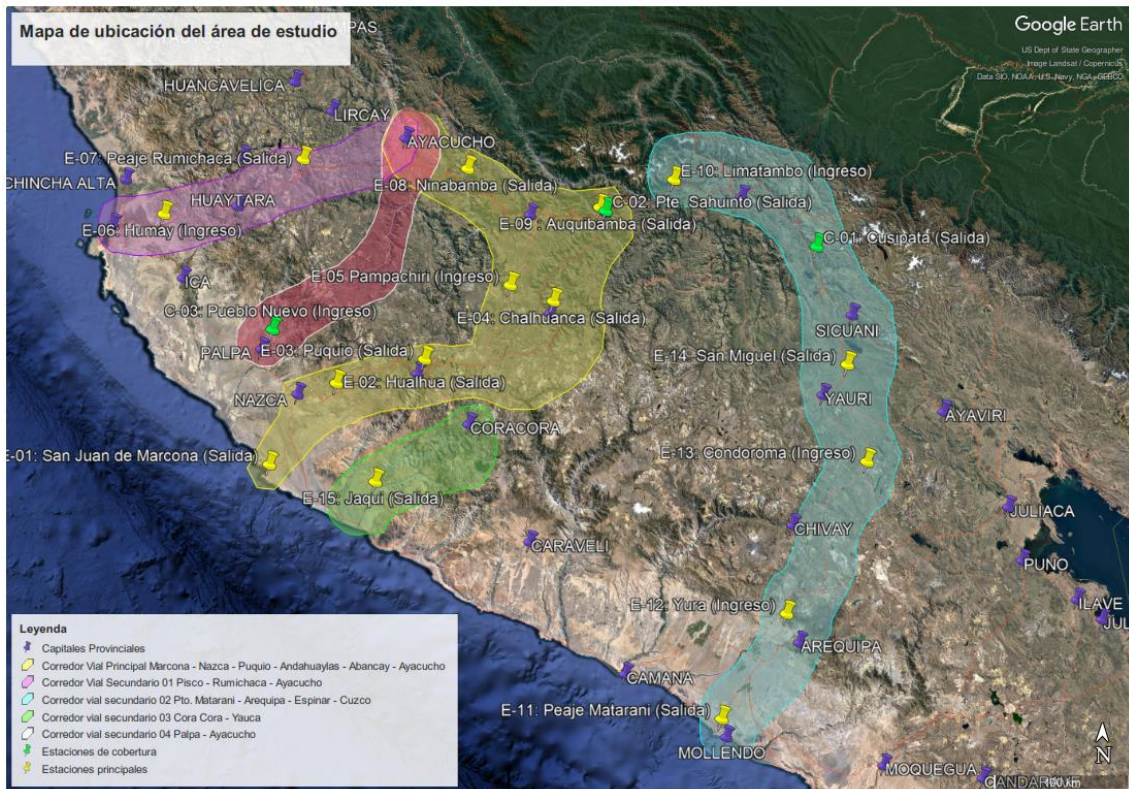 Mapa de ubicación del área de estudio
Google Earth
US Dept of State Geographer
Image Landsat / Copernicus
Data SIO, NOAA, U.S. Navy, NGA, GEBCO
HUANCAVELICA
LIRCAY
AYACUCHO
E-07: Peaje Rumichaca (Salida)
CHINCHA ALTA
E-08: Ninabamba (Salida)
E-10: Limatambo (Ingreso)
HUAYTARA
C-02: Pte. Sahuinto (Salida)
E-06: Humay (Ingreso)
E-09 : Auquibamba (Salida)
C-01: Cusipata (Salida)
ICA
E-05 Pampachiri (Ingreso)
C-03: Pueblo Nuevo (Ingreso)
E-04: Chalhuanca (Salida)
SICUANI
PALPA
E-03: Puquio (Salida)
E-14: San Miguel (Salida)
E-02: Hualhua (Salida)
NAZCA
YAURI
AYAVIRI
CORACORA
E-01: San Juan de Marcona (Salida)
E-13: Condoroma (Ingreso)
E-15: Jaqui (Salida)
JULIACA
CHIVAY
CARAVELI
PUNO
E-12: Yura (Ingreso)
ILAVE
JUL
AREQUIPA
CAMANA
E-11: Peaje Matarani (Salida)
MOLLENDO
MOQUEGUA
N
100 km
Leyenda
Capitales Provinciales
Corredor Vial Principal Marcona - Nazca - Puquio - Andahuaylas - Abancay - Ayacucho
Corredor Vial Secundario 01 Pisco - Rumichaca - Ayacucho
Corredor vial secundario 02 Pto. Matarani - Arequipa - Espinar - Cuzco
Corredor vial secundario 03 Cora Cora - Yauca
Corredor vial secundario 04 Palpa - Ayacucho
Estaciones de cobertura
Estaciones principales